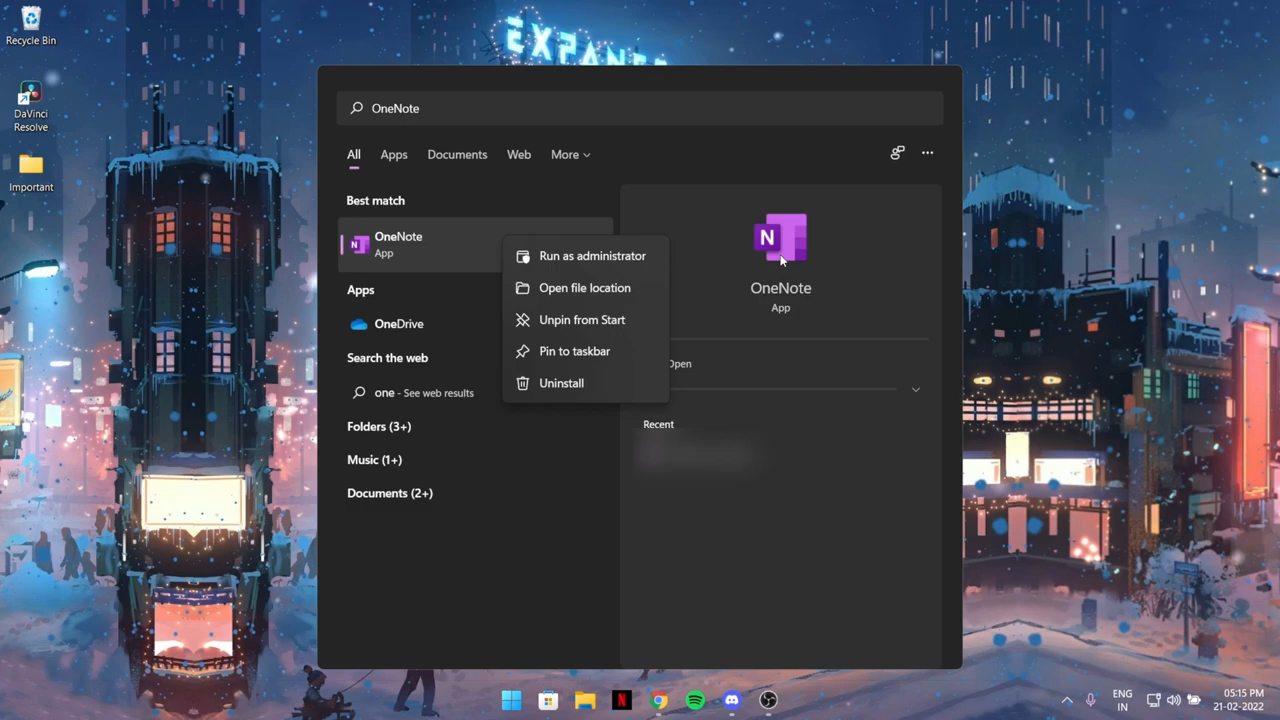 Recycle Bin
DaVinci
Resolve
Important
EXPANSE
OneNote
All Apps Documents Web More
Best match
OneNote
App
Apps
OneDrive
Search the web
one - See web results
Folders (3+)
Music (1+)
Documents (2+)
Run as administrator
Open file location
Unpin from Start
Pin to taskbar
Uninstall
N
OneNote
App
Open
Recent
ENG
IN
05:15 PM
21-02-2022